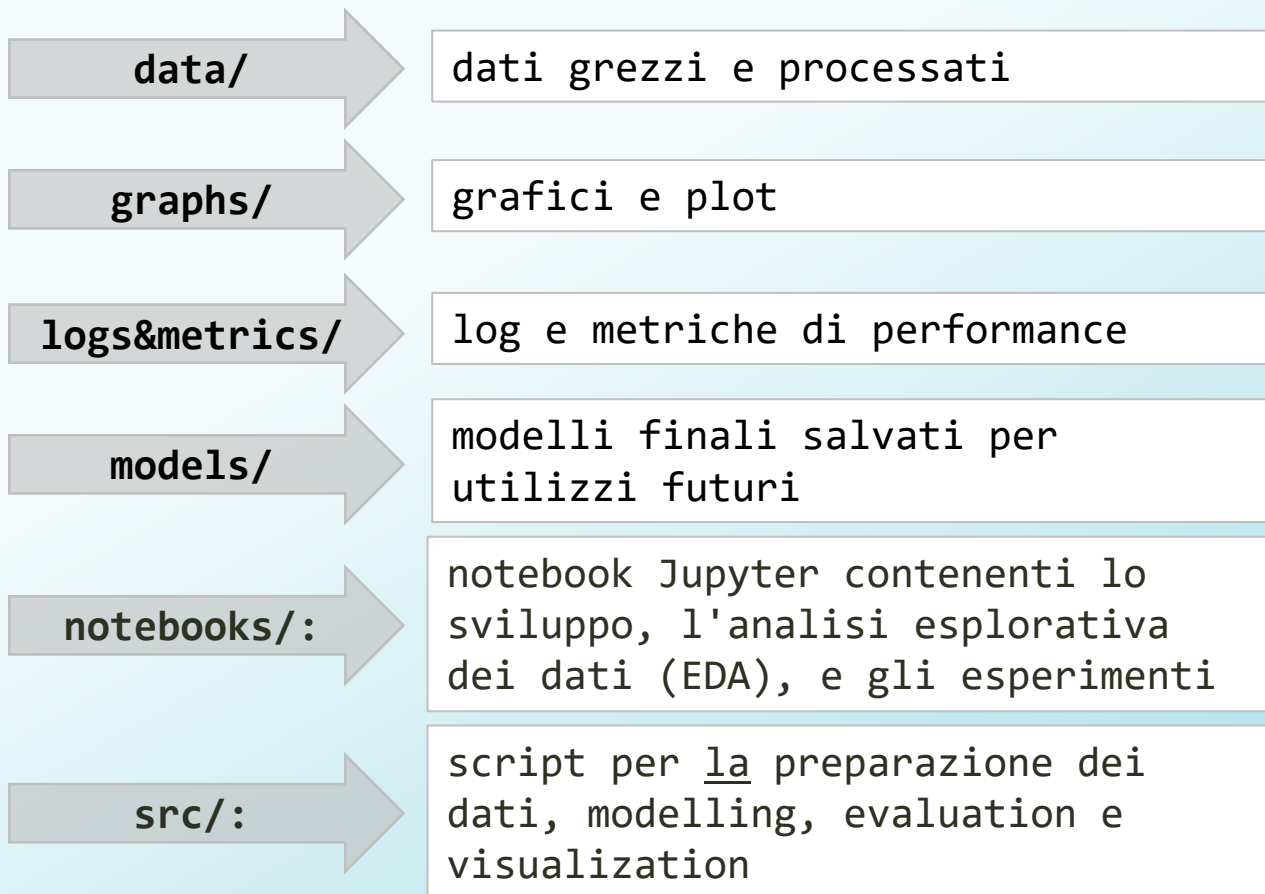 data/
dati grezzi e processati
graphs/
grafici e plot
logs&metrics/
log e metriche di performance
models/
modelli finali salvati per
utilizzi futuri
notebooks/:
notebook Jupyter contenenti lo
sviluppo, l'analisi esplorativa
dei dati (EDA), e gli esperimenti
src/:
script per la preparazione dei
dati, modelling, evaluation e
visualization